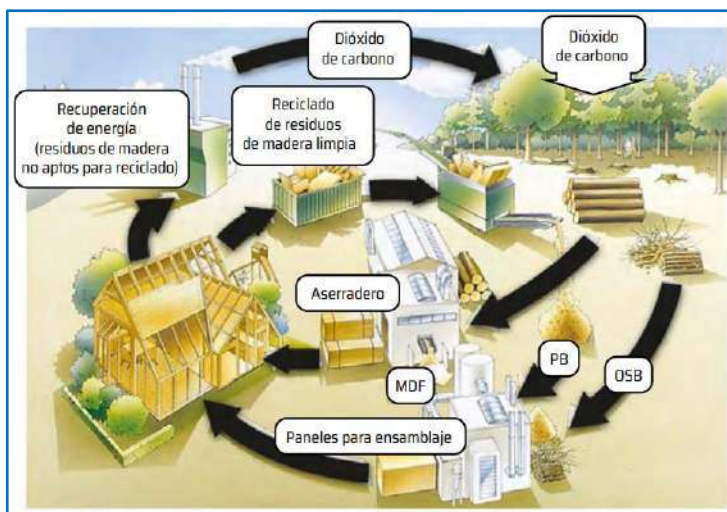 Dióxido
de carbono
Dióxido
de carbono
Recuperación
de energía
(residuos de madera
no aptos para reciclado)
Reciclado
de residuos
de madera limpia
Aserradero
MDF
PB
OSB
Paneles para ensamblaje